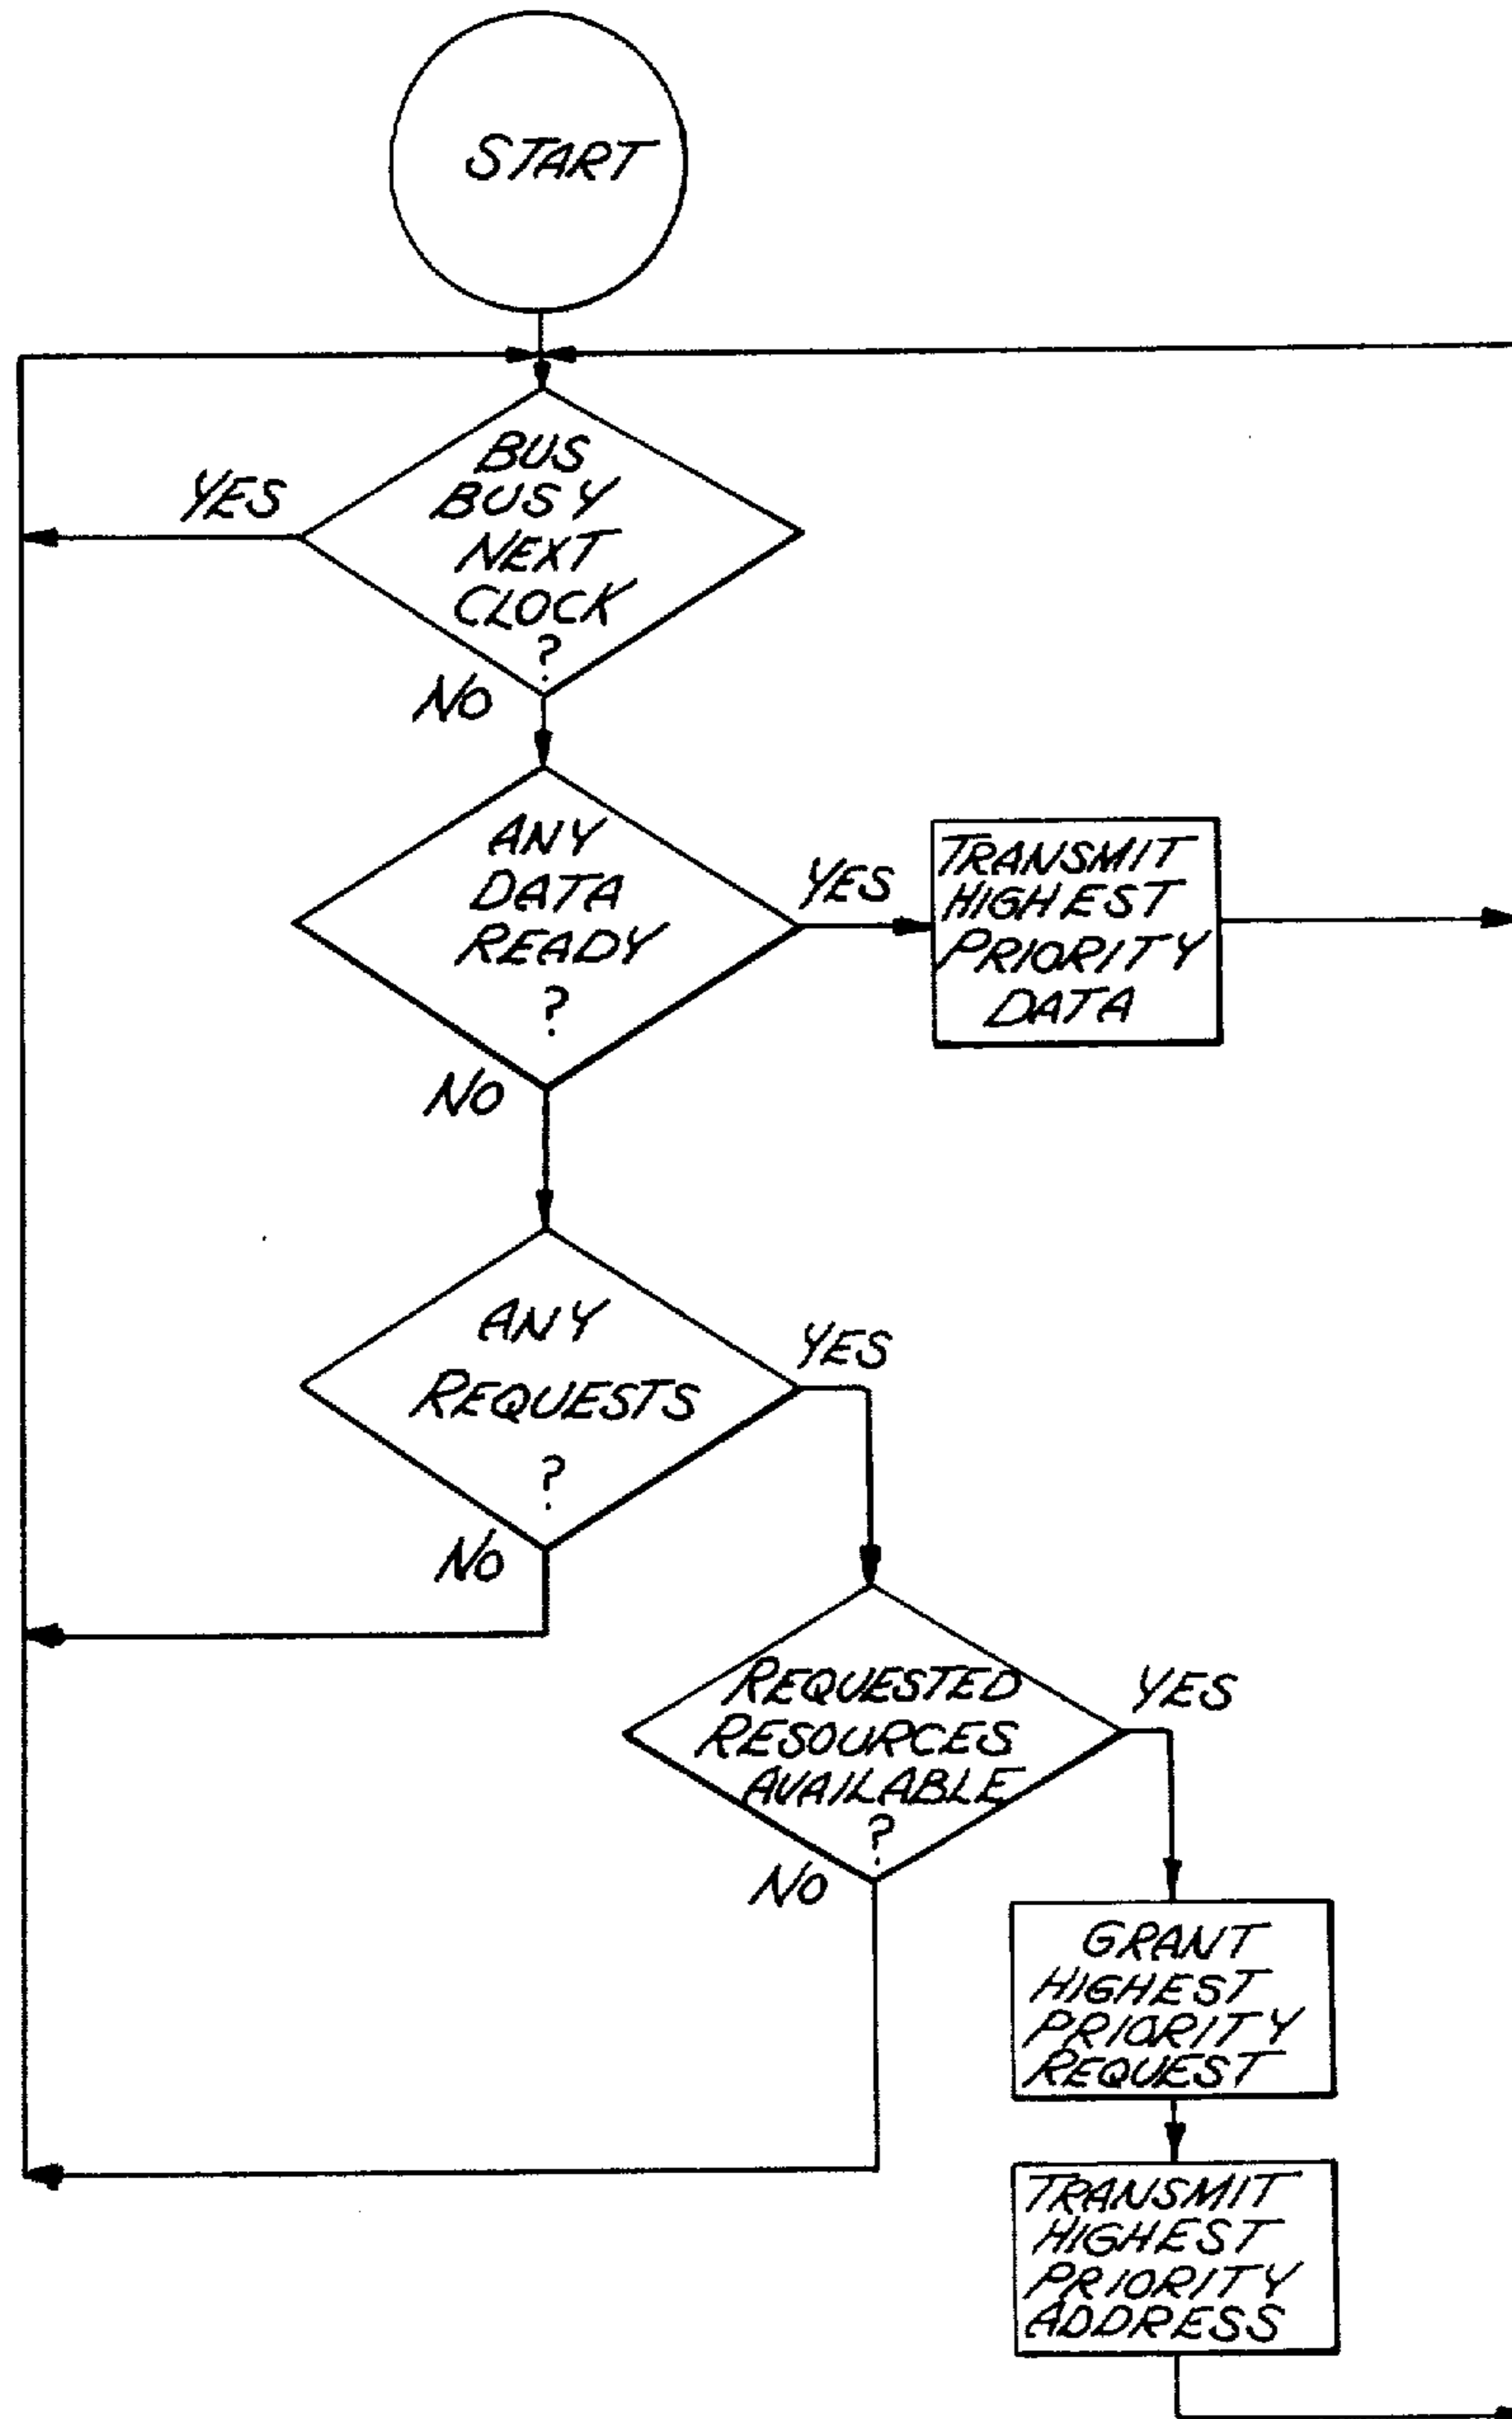 START
BUS
BUSY
NEXT
CLOCK
?
YES
NO
ANY
DATA
READY
?
YES
NO
TRANSMIT
HIGHEST
PRIORITY
DATA
ANY
REQUESTS
?
YES
NO
REQUESTED
RESOURCES
AVAILABLE
?
YES
NO
GRANT
HIGHEST
PRIORITY
REQUEST
TRANSMIT
HIGHEST
PRIORITY
ADDRESS